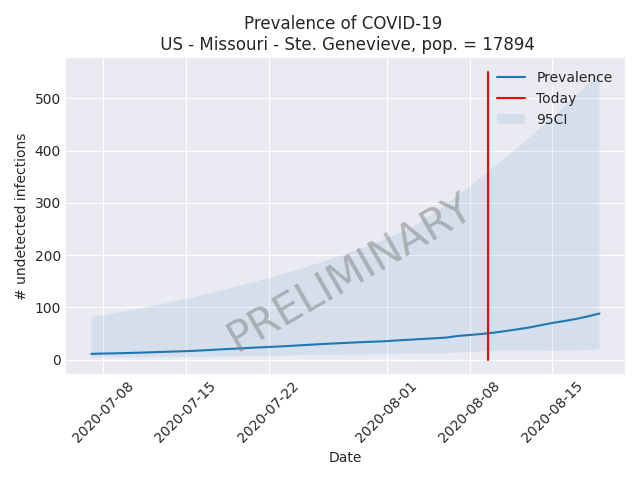 Prevalence of COVID-19
US - Missouri - Ste. Genevieve, pop. = 17894
Prevalence
Today
95CI
# undetected infections
500
400
300
200
100
0
PRELIMINARY
2020-07-08
2020-07-15
2020-07-22
2020-08-01
2020-08-08
2020-08-15
Date